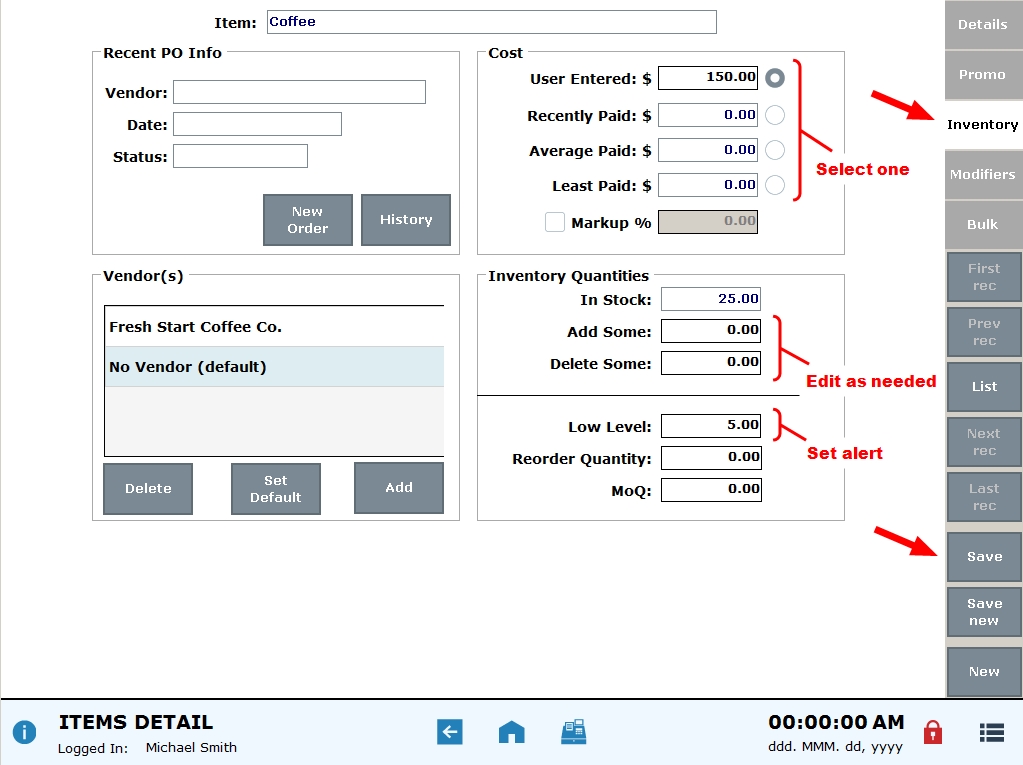 Item: Coffee
Recent PO Info
Vendor:
Date:
Status:
New
Order
History
Cost
User Entered: $ 150.00
Recently Paid: $ 0.00
Average Paid: $ 0.00
Least Paid: $ 0.00
Markup % 0.00
Select one
Vendor(s)
Fresh Start Coffee Co.
No Vendor (default)
Delete
Set
Default
Add
Inventory Quantities
In Stock: 25.00
Add Some: 0.00
Delete Some: 0.00
Edit as needed
Low Level: 5.00
Reorder Quantity: 0.00
MoQ: 0.00
Set alert
Details
Promo
Inventory
Modifiers
Bulk
First
rec
Prev
rec
List
Next
rec
Last
rec
Save
Save
new
New
ITEMS DETAIL
Logged In: Michael Smith
00:00:00 AM
ddd. MMM. dd, yyyy